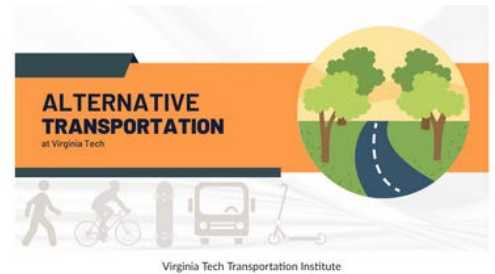 ALTERNATIVE
TRANSPORTATION
at Virginia Tech
Virginia Tech Transportation Institute